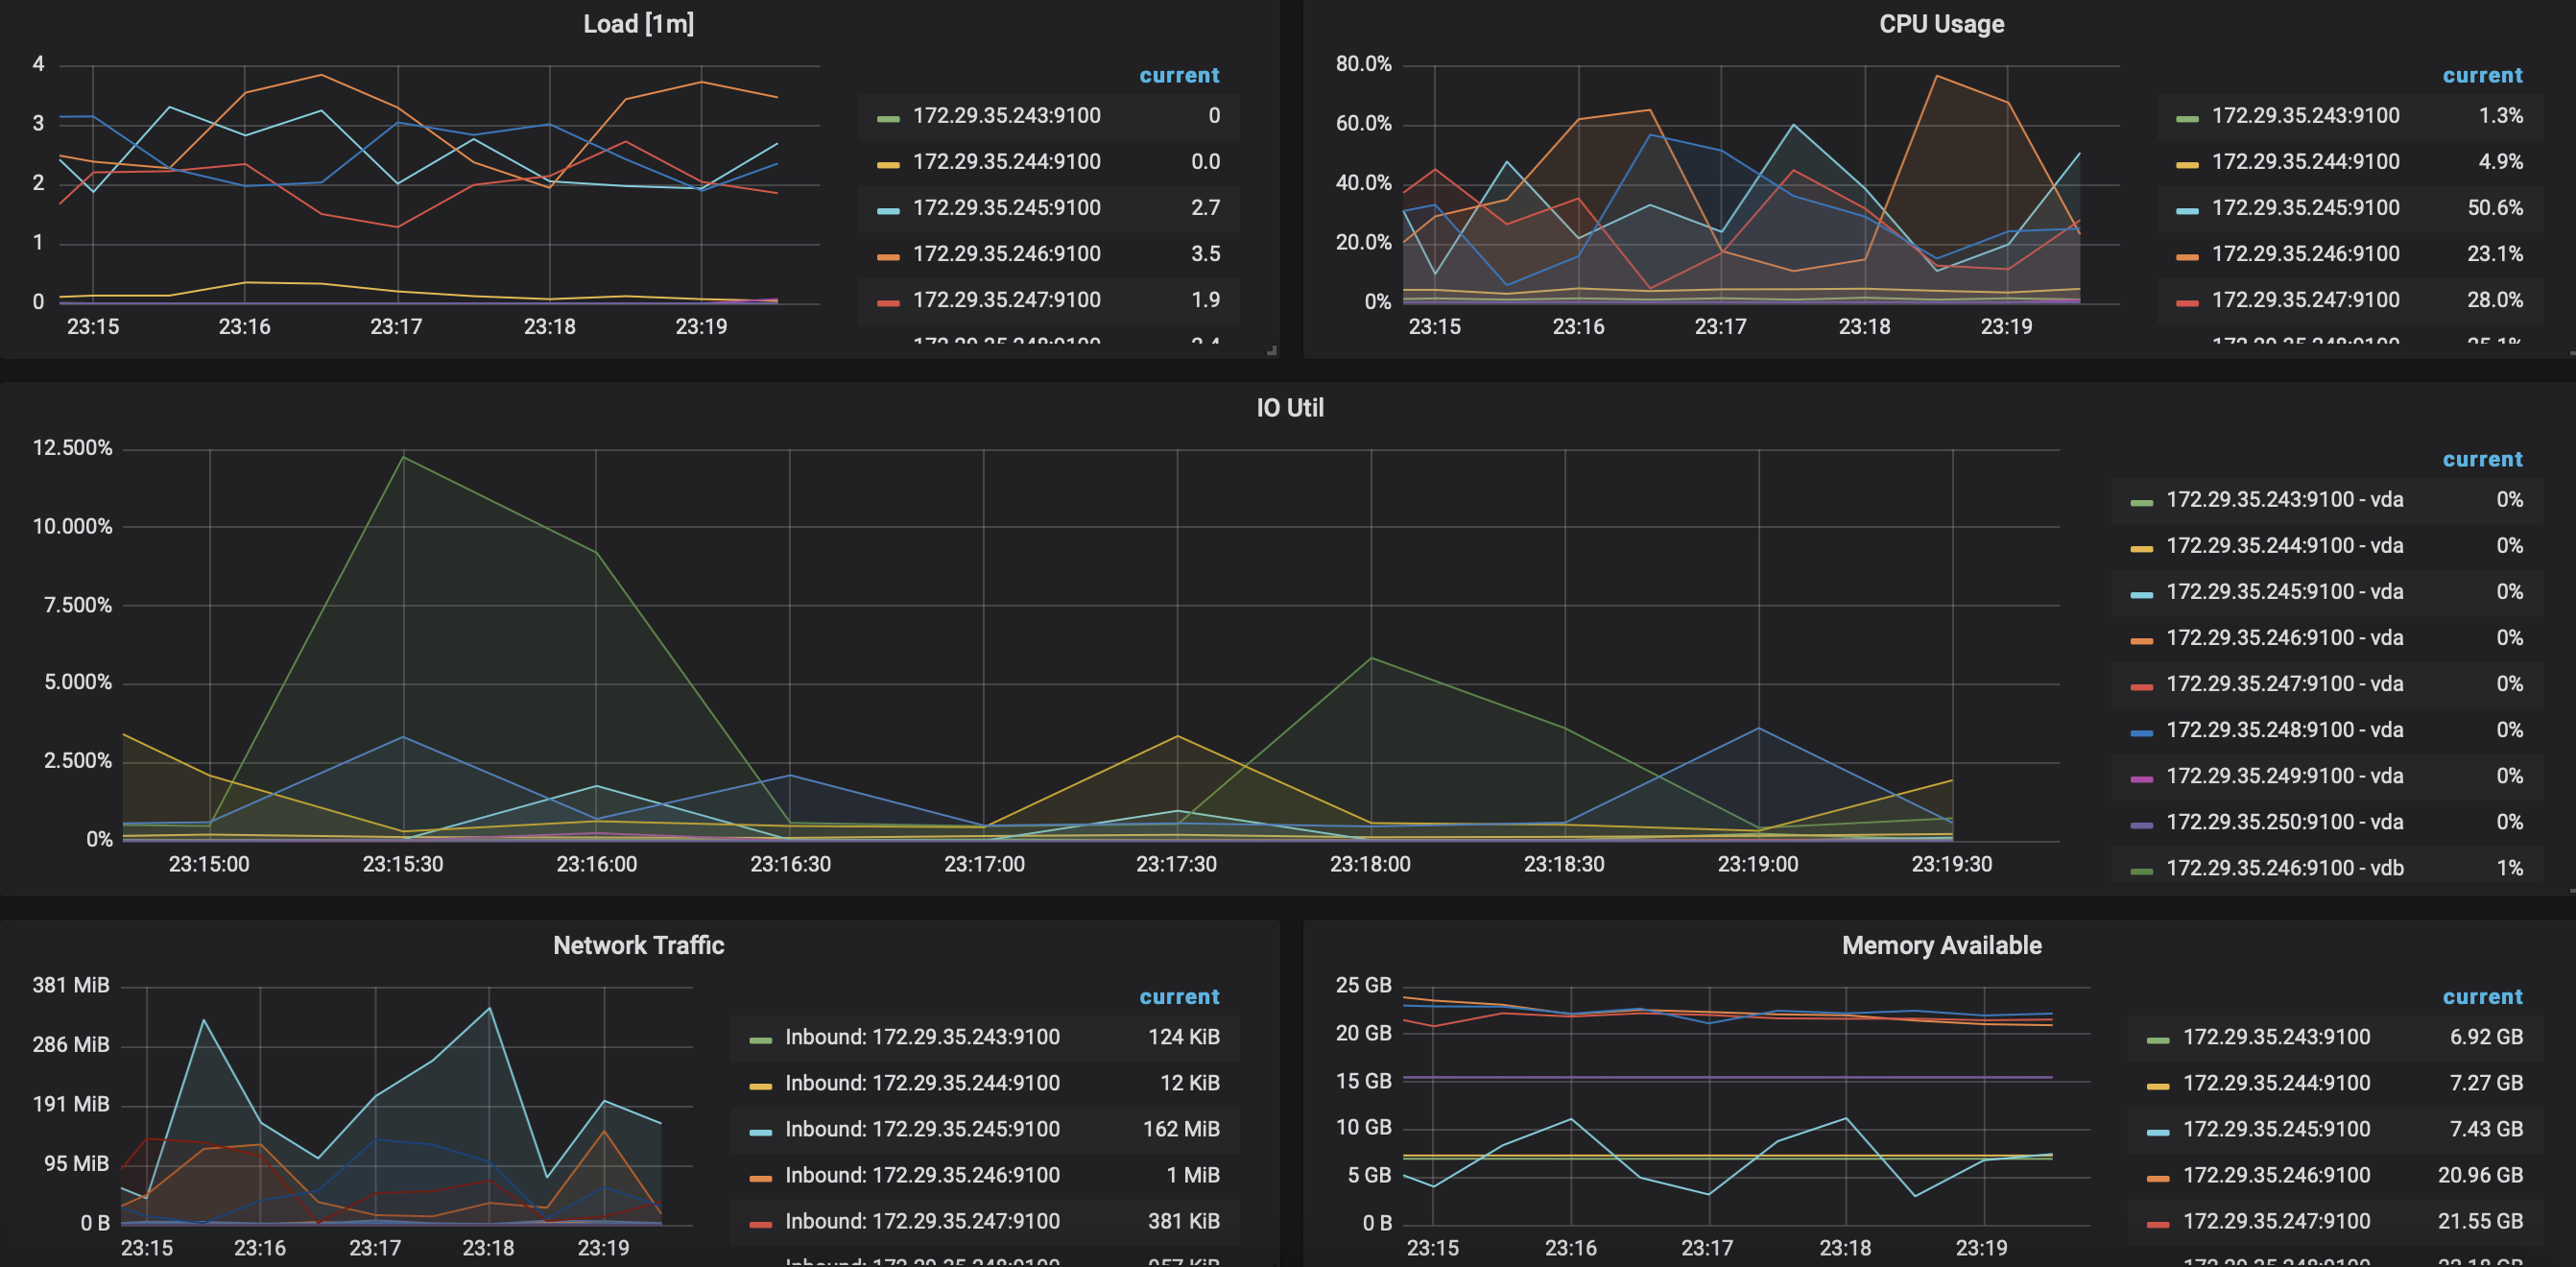 Load [1m]
4
3
2
1
0
23:15 23:16 23:17 23:18 23:19
current
172.29.35.243:9100 0
172.29.35.244:9100 0.0
172.29.35.245:9100 2.7
172.29.35.246:9100 3.5
172.29.35.247:9100 1.9
CPU Usage
80.0%
60.0%
40.0%
20.0%
0%
23:15 23:16 23:17 23:18 23:19
current
172.29.35.243:9100 1.3%
172.29.35.244:9100 4.9%
172.29.35.245:9100 50.6%
172.29.35.246:9100 23.1%
172.29.35.247:9100 28.0%
IO Util
12.500%
10.000%
7.500%
5.000%
2.500%
0%
23:15:00 23:15:30 23:16:00 23:16:30 23:17:00 23:17:30 23:18:00 23:18:30 23:19:00 23:19:30
current
172.29.35.243:9100 - vda 0%
172.29.35.244:9100 - vda 0%
172.29.35.245:9100 - vda 0%
172.29.35.246:9100 - vda 0%
172.29.35.247:9100 - vda 0%
172.29.35.248:9100 - vda 0%
172.29.35.249:9100 - vda 0%
172.29.35.250:9100 - vda 0%
172.29.35.246:9100 - vdb 1%
Network Traffic
381 MiB
286 MiB
191 MiB
95 MiB
0 B
23:15 23:16 23:17 23:18 23:19
current
Inbound: 172.29.35.243:9100 124 KiB
Inbound: 172.29.35.244:9100 12 KiB
Inbound: 172.29.35.245:9100 162 MiB
Inbound: 172.29.35.246:9100 1 MiB
Inbound: 172.29.35.247:9100 381 KiB
Memory Available
25 GB
20 GB
15 GB
10 GB
5 GB
0 B
23:15 23:16 23:17 23:18 23:19
current
172.29.35.243:9100 6.92 GB
172.29.35.244:9100 7.27 GB
172.29.35.245:9100 7.43 GB
172.29.35.246:9100 20.96 GB
172.29.35.247:9100 21.55 GB